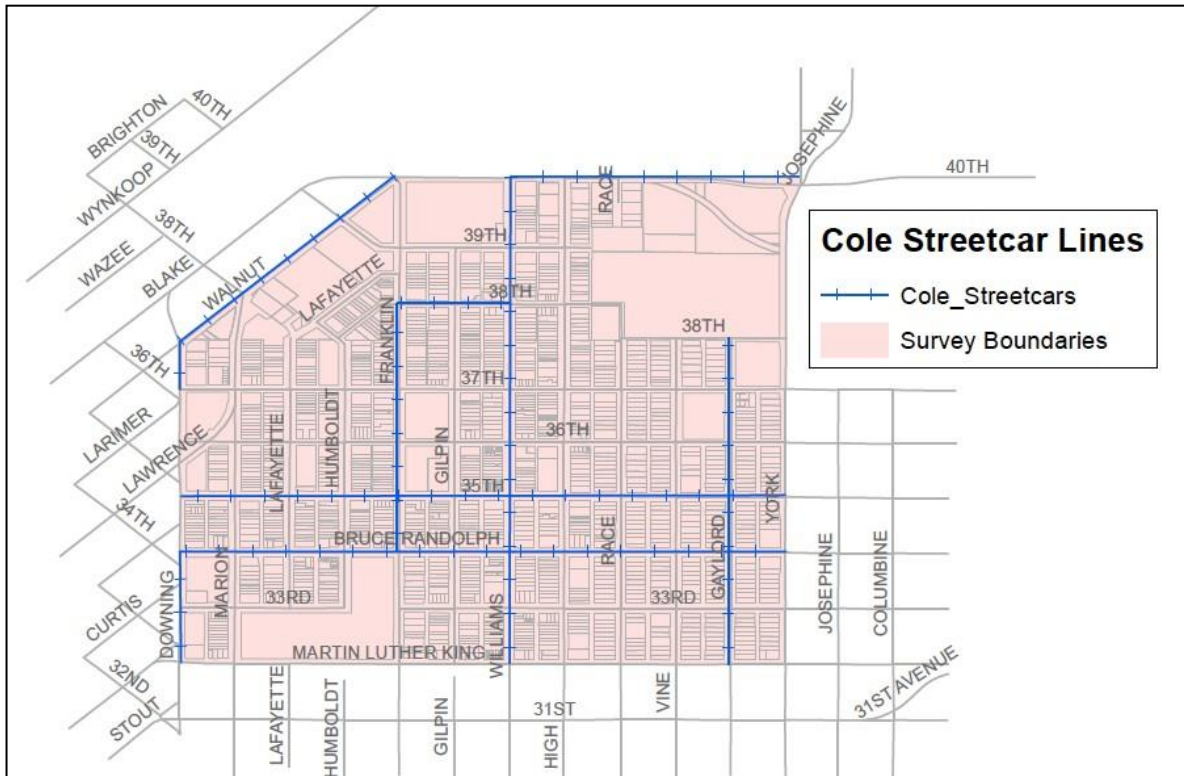 BRIGHTON
40TH
39TH
WYNKOOP
38TH
WAZEE
BLAKE
WALNUT
LAFAYETTE
JOSEPHINE
RACE
40TH
39TH
Cole Streetcar Lines
Cole_Streetcars
Survey Boundaries
38TH
38TH
FRANKLIN
36TH
37TH
LARIMER
LAWRENCE
LAFAYETTE
HUMBOLDT
GILPIN
36TH
35TH
34TH
YORK
RACE
GAYLORD
BRUCE RANDOLPH
MARION
DOWNING
33RD
33RD
JOSEPHINE
COLUMBINE
CURTIS
WILLIAMS
MARTIN LUTHER KING
32ND
STOUT
LAFAYETTE
HUMBOLDT
GILPIN
31ST
HIGH
VINE
31ST AVENUE